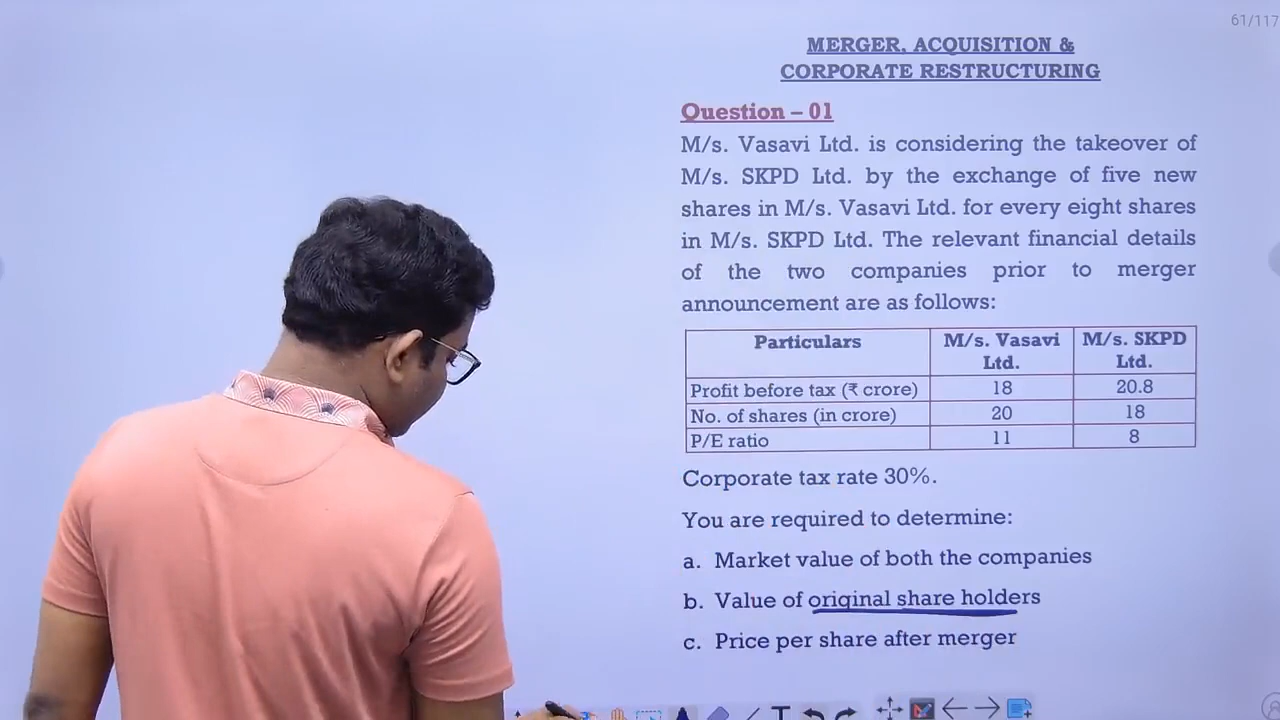 61/117
MERGER, ACQUISITION &
CORPORATE RESTRUCTURING
Question – 01
M/s. Vasavi Ltd. is considering the takeover of
M/s. SKPD Ltd. by the exchange of five new
shares in M/s. Vasavi Ltd. for every eight shares
in M/s. SKPD Ltd. The relevant financial details
of the two companies prior to merger
announcement are as follows:
Particulars M/s. Vasavi Ltd. M/s. SKPD Ltd.
Profit before tax (₹ crore) 18 20.8
No. of shares (in crore) 20 18
P/E ratio 11 8
Corporate tax rate 30%.
You are required to determine:
a. Market value of both the companies
b. Value of original share holders
c. Price per share after merger